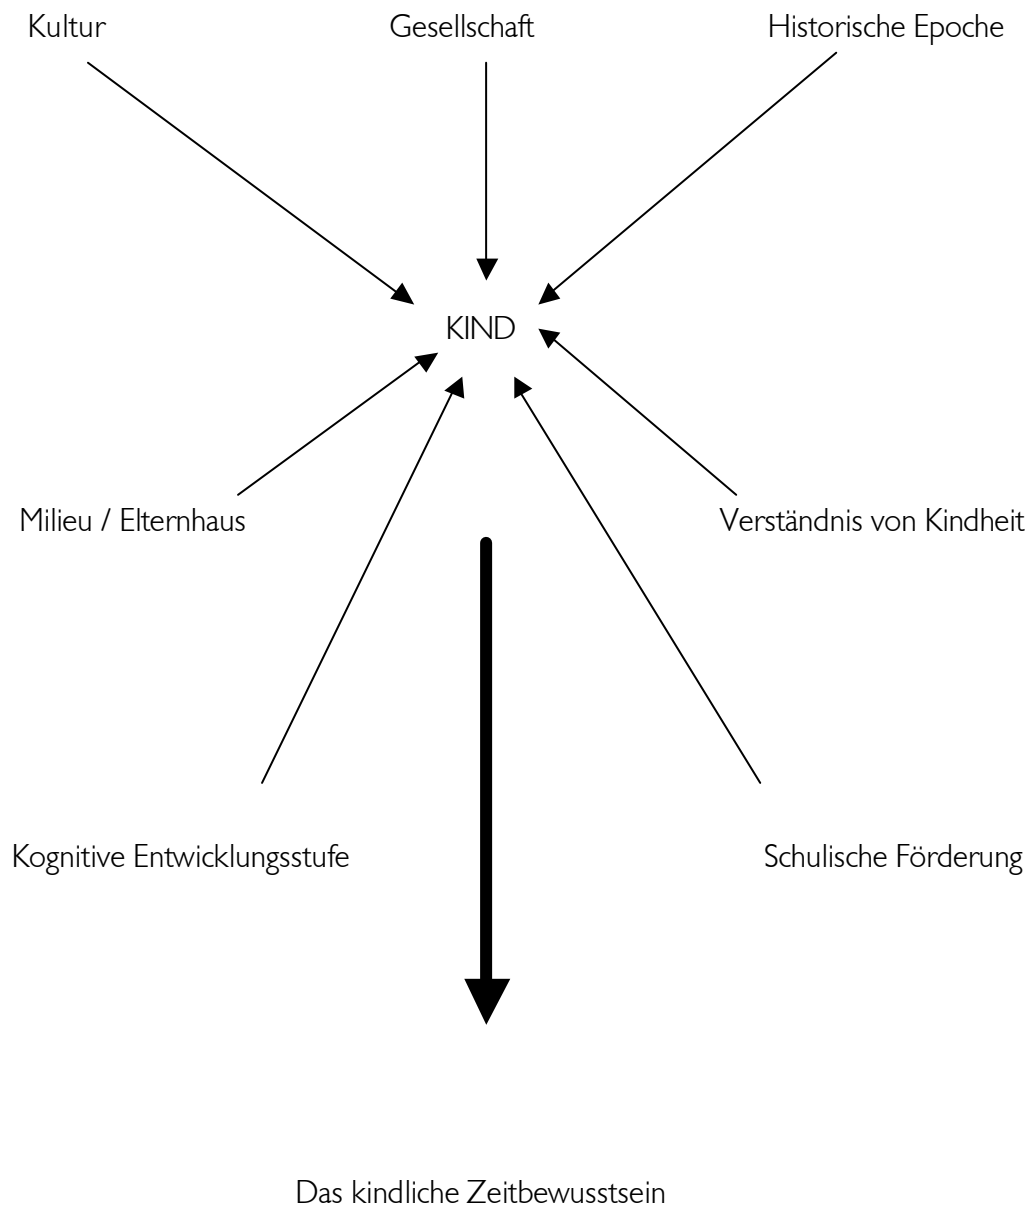 Kultur
Gesellschaft
Historische Epoche
KIND
Milieu / Elternhaus
Verständnis von Kindheit
Kognitive Entwicklungsstufe
Schulische Förderung
Das kindliche Zeitbewusstsein